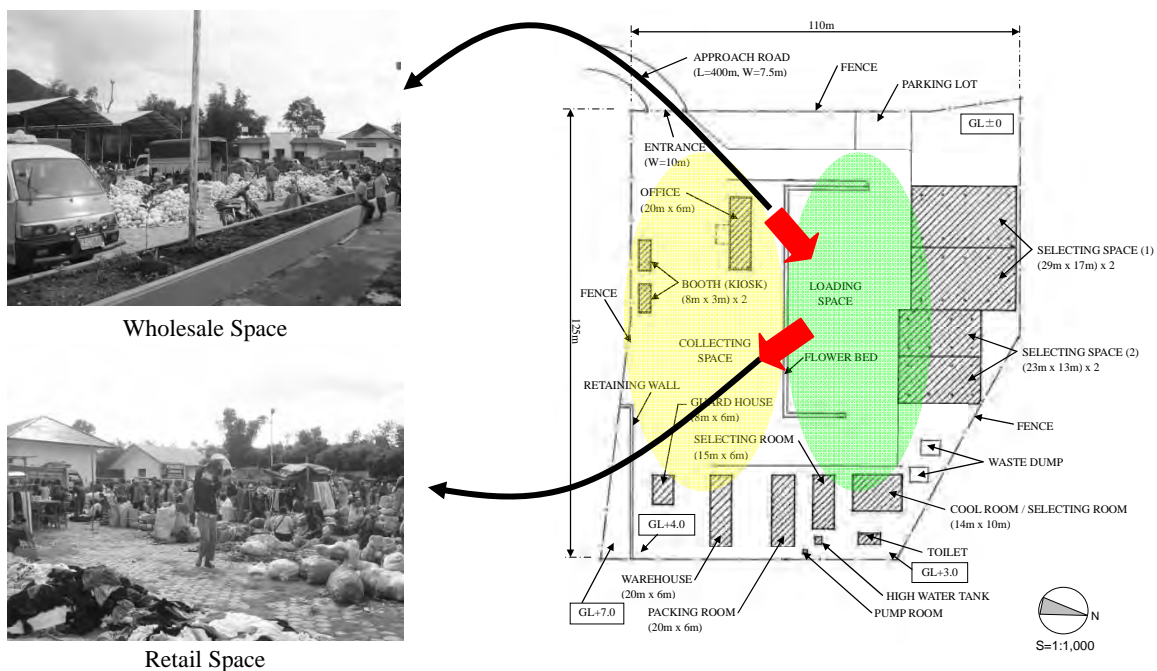 Wholesale Space
Retail Space
110m
125m
APPROACH ROAD
(L=400m, W=7.5m)
FENCE
PARKING LOT
GL±0
ENTRANCE
(W=10m)
OFFICE
(20m x 6m)
SELECTING SPACE (1)
(29m x 17m) x 2
BOOTH (KIOSK)
(8m x 3m) x 2
LOADING
SPACE
FENCE
COLLECTING
SPACE
FLOWER BED
SELECTING SPACE (2)
(23m x 13m) x 2
RETAINING WALL
GUARD HOUSE
(8m x 6m)
FENCE
SELECTING ROOM
(15m x 6m)
WASTE DUMP
COOL ROOM / SELECTING ROOM
(14m x 10m)
GL+4.0
TOILET
GL+3.0
WAREHOUSE
(20m x 6m)
HIGH WATER TANK
GL+7.0
PACKING ROOM
(20m x 6m)
PUMP ROOM
N
S=1:1,000